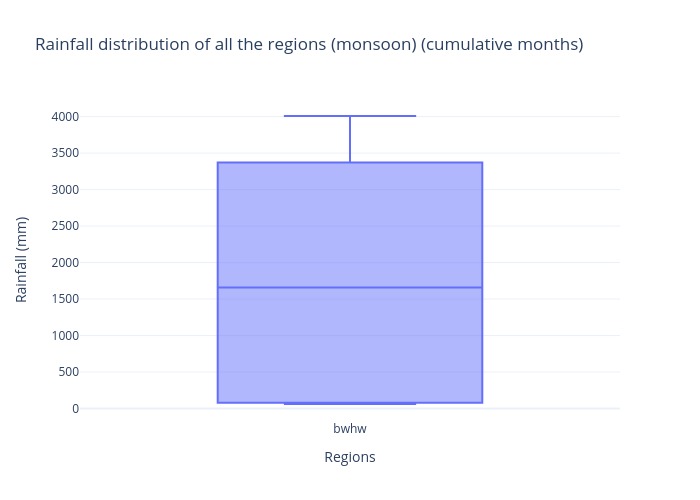 Rainfall distribution of all the regions (monsoon) (cumulative months)
4000
3500
3000
2500
2000
1500
1000
500
0
Rainfall (mm)
bwhw
Regions